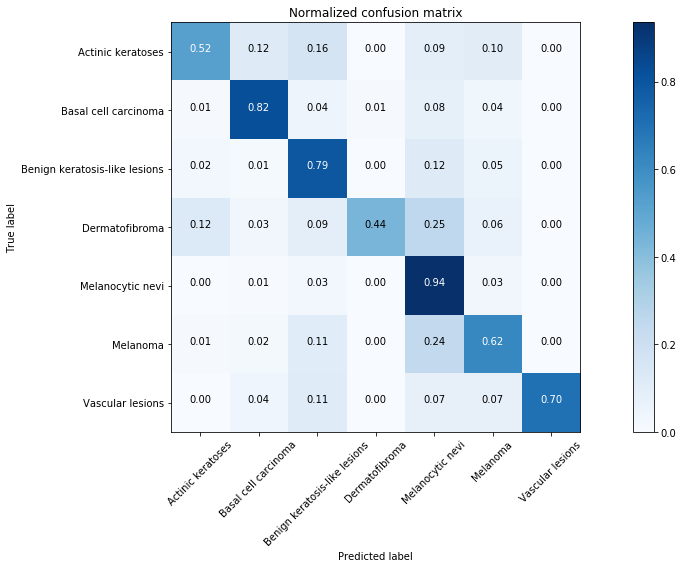 Normalized confusion matrix
True label
Actinic keratoses 0.52 0.12 0.16 0.00 0.09 0.10 0.00
Basal cell carcinoma 0.01 0.82 0.04 0.01 0.08 0.04 0.00
Benign keratosis-like lesions 0.02 0.01 0.79 0.00 0.12 0.05 0.00
Dermatofibroma 0.12 0.03 0.09 0.44 0.25 0.06 0.00
Melanocytic nevi 0.00 0.01 0.03 0.00 0.94 0.03 0.00
Melanoma 0.01 0.02 0.11 0.00 0.24 0.62 0.00
Vascular lesions 0.00 0.04 0.11 0.00 0.07 0.07 0.70
Actinic keratoses
Basal cell carcinoma
Benign keratosis-like lesions
Dermatofibroma
Melanocytic nevi
Melanoma
Vascular lesions
Predicted label
0.8
0.6
0.4
0.2
0.0